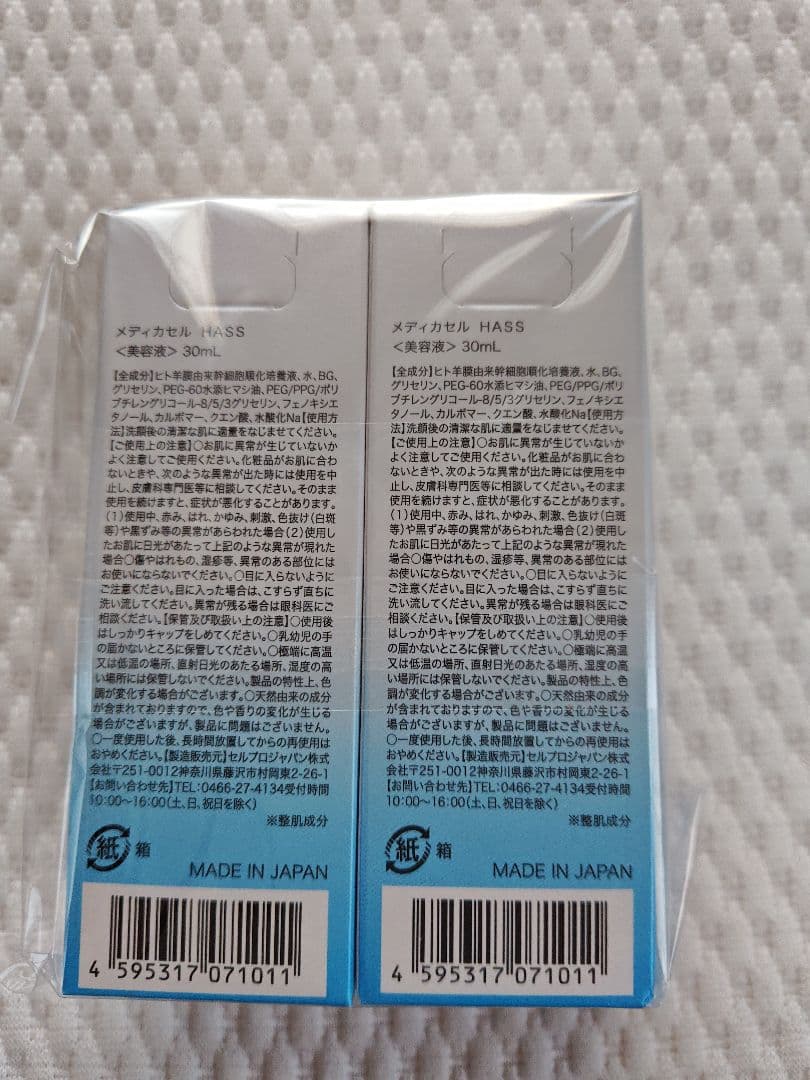 メディカセル HASS
＜美容液＞ 30mL
【全成分】ヒト羊膜由来幹細胞順化培養液、水、BG、
グリセリン、PEG-60水添ヒマシ油、PEG/PPG/ポリ
ブチレングリコール-8/5/3グリセリン、フェノキシエ
タノール、カルボマー、クエン酸、水酸化Na【使用方
法】洗顔後の清潔な肌に適量をなじませてください。
【ご使用上の注意】○お肌に異常が生じていないか
よく注意してご使用ください。化粧品がお肌に合わ
ないときや、次のような異常が出た時には使用を中
止し、皮膚科専門医等に相談してください。そのまま
使用を続けますと、症状が悪化することがあります。
(1)使用中、赤み、はれ、かゆみ、刺激、色抜け(白斑
等)や黒ずみ等の異常があらわれた場合(2)使用し
たお肌に日光があたって上記のような異常が現れた
場合○傷やはれもの、湿疹等、異常のある部位には
お使いにならないでください。○目に入らないように
ご注意ください。目に入った場合は、こすらず直ちに
洗い流してください。異常が残る場合は眼科医にご
相談ください。【保管及び取扱い上の注意】○使用後
はしっかりキャップをしめてください。○乳幼児の手
の届かないところに保管してください。○極端に高温
又は低温の場所、直射日光のあたる場所、湿度の高
い場所には保管しないでください。製品の特性上、色
調が変化する場合がございます。○天然由来の成分
が含まれておりますので、色や香りの変化が生じる
場合がございますが、製品に問題はございません。
○一度使用した後、長時間放置してからの再使用は
おやめください。【製造販売元】セルプロジャパン株式
会社〒251-0012神奈川県藤沢市村岡東2-26-1
【お問い合わせ先】TEL:0466-27-4134受付時間
10:00～16:00(土、日、祝日を除く)
※整肌成分
紙 箱
MADE IN JAPAN
4 595317 071011
メディカセル HASS
＜美容液＞ 30mL
【全成分】ヒト羊膜由来幹細胞順化培養液、水、BG、
グリセリン、PEG-60水添ヒマシ油、PEG/PPG/ポリ
ブチレングリコール-8/5/3グリセリン、フェノキシエ
タノール、カルボマー、クエン酸、水酸化Na【使用方
法】洗顔後の清潔な肌に適量をなじませてください。
【ご使用上の注意】○お肌に異常が生じていないか
よく注意してご使用ください。化粧品がお肌に合わ
ないときや、次のような異常が出た時には使用を中
止し、皮膚科専門医等に相談してください。そのまま
使用を続けますと、症状が悪化することがあります。
(1)使用中、赤み、はれ、かゆみ、刺激、色抜け(白斑
等)や黒ずみ等の異常があらわれた場合(2)使用し
たお肌に日光があたって上記のような異常が現れた
場合○傷やはれもの、湿疹等、異常のある部位には
お使いにならないでください。○目に入らないように
ご注意ください。目に入った場合は、こすらず直ちに
洗い流してください。異常が残る場合は眼科医にご
相談ください。【保管及び取扱い上の注意】○使用後
はしっかりキャップをしめてください。○乳幼児の手
の届かないところに保管してください。○極端に高温
又は低温の場所、直射日光のあたる場所、湿度の高
い場所には保管しないでください。製品の特性上、色
調が変化する場合がございます。○天然由来の成分
が含まれておりますので、色や香りの変化が生じる
場合がございますが、製品に問題はございません。
○一度使用した後、長時間放置してからの再使用は
おやめください。【製造販売元】セルプロジャパン株式
会社〒251-0012神奈川県藤沢市村岡東2-26-1
【お問い合わせ先】TEL:0466-27-4134受付時間
10:00～16:00(土、日、祝日を除く)
※整肌成分
紙 箱
MADE IN JAPAN
4 595317 071011